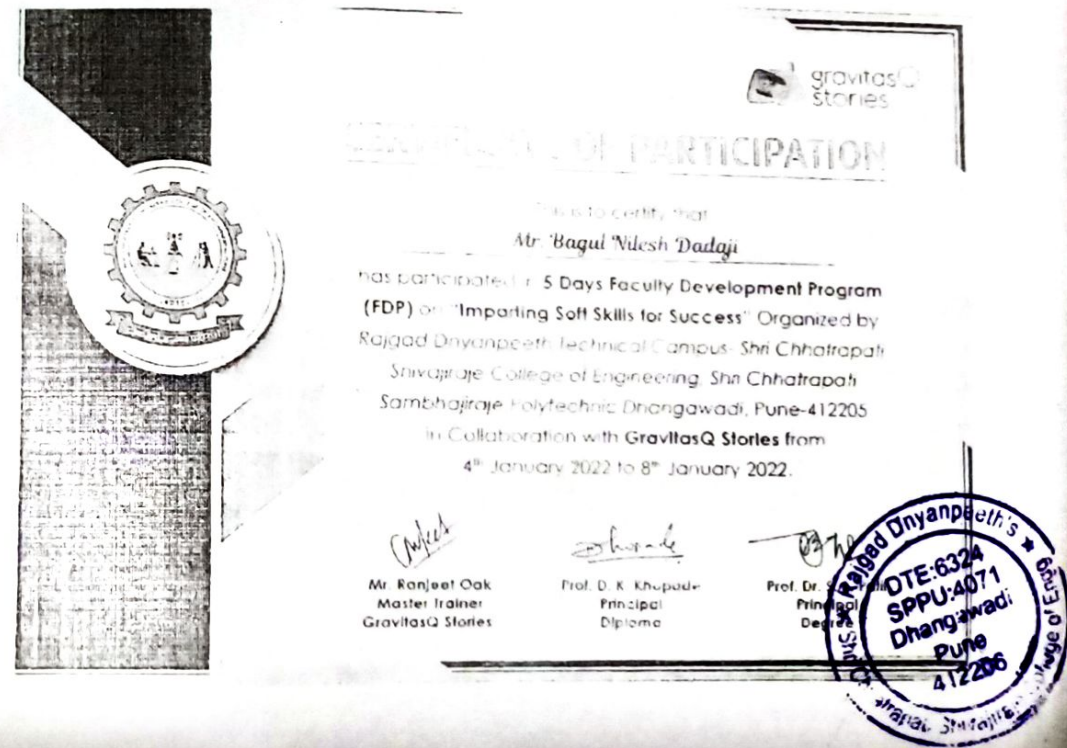 gravitasQ
stories
CERTIFICATE OF PARTICIPATION
This is to certify that
Mr. Bagul Nilesh Dadaji
has participated in 5 Days Faculty Development Program
(FDP) on "Imparting Soft Skills for Success" Organized by
Rajgad Dnyanpeeth Technical Campus- Shri Chhatrapati
Shivajiraje College of Engineering, Shri Chhatrapati
Sambhajiraje Polytechnic Dhangawadi, Pune-412205
in Collaboration with GravitasQ Stories from
4th January 2022 to 8th January 2022.
Mr. Ranjeet Oak
Master Trainer
GravitasQ Stories
Prof. D. K. Khopade
Principal
Diploma
Prof. Dr.
Principal
Degree
Rajgad Dnyanpeeth's
DTE:6324
SPPU:4071
Dhangawadi
Pune
412206
College of Engg